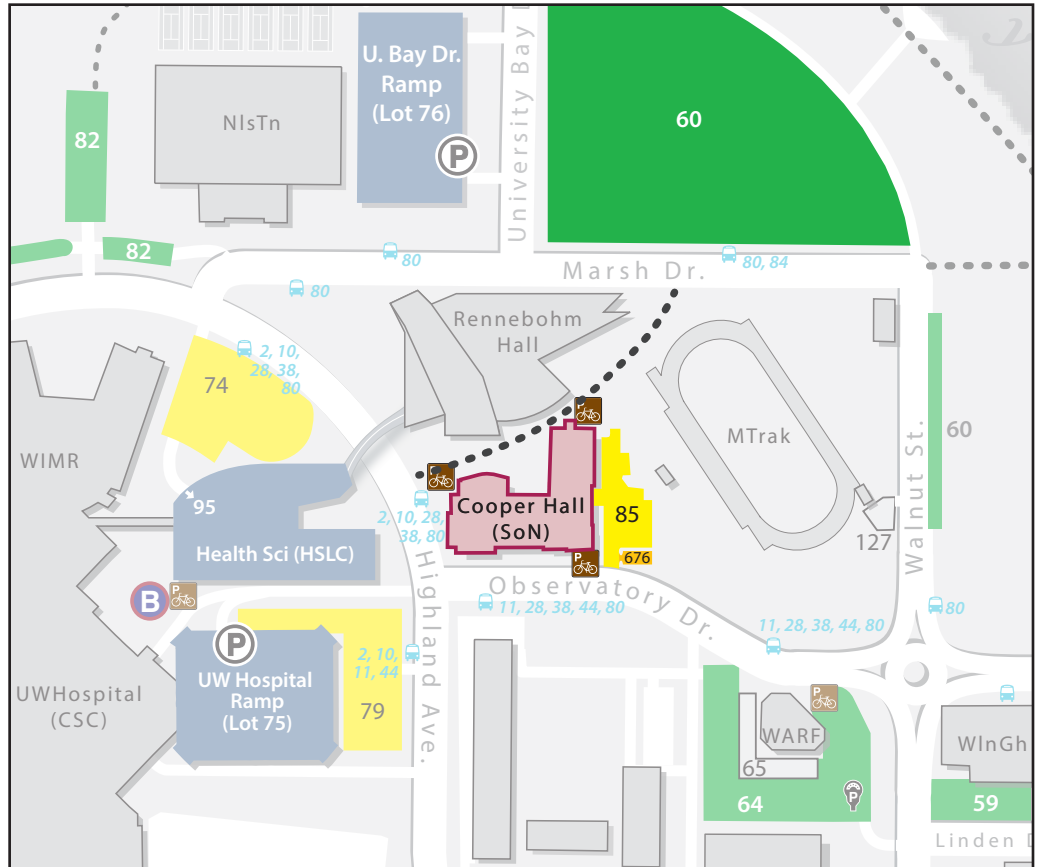 U. Bay Dr.
Ramp
(Lot 76)
P
NlsTn
82
University Bay
60
82
80
80, 84
Marsh Dr.
80
Rennebohm
Hall
2, 10,
28, 38,
80
74
P
MTrak
60
WIMR
95
Cooper Hall
(SoN)
85
2, 10, 28,
38, 80
Health Sci (HSLC)
676
127
Walnut St.
P
B
P
Highland Ave.
Observatory Dr.
11, 28, 38, 44, 80
80
11, 28, 38, 44, 80
P
UW Hospital
Ramp
(Lot 75)
2, 10,
11, 44
79
UWHospital
(CSC)
P
WARF
65
64
P
WlnGh
59
Linden